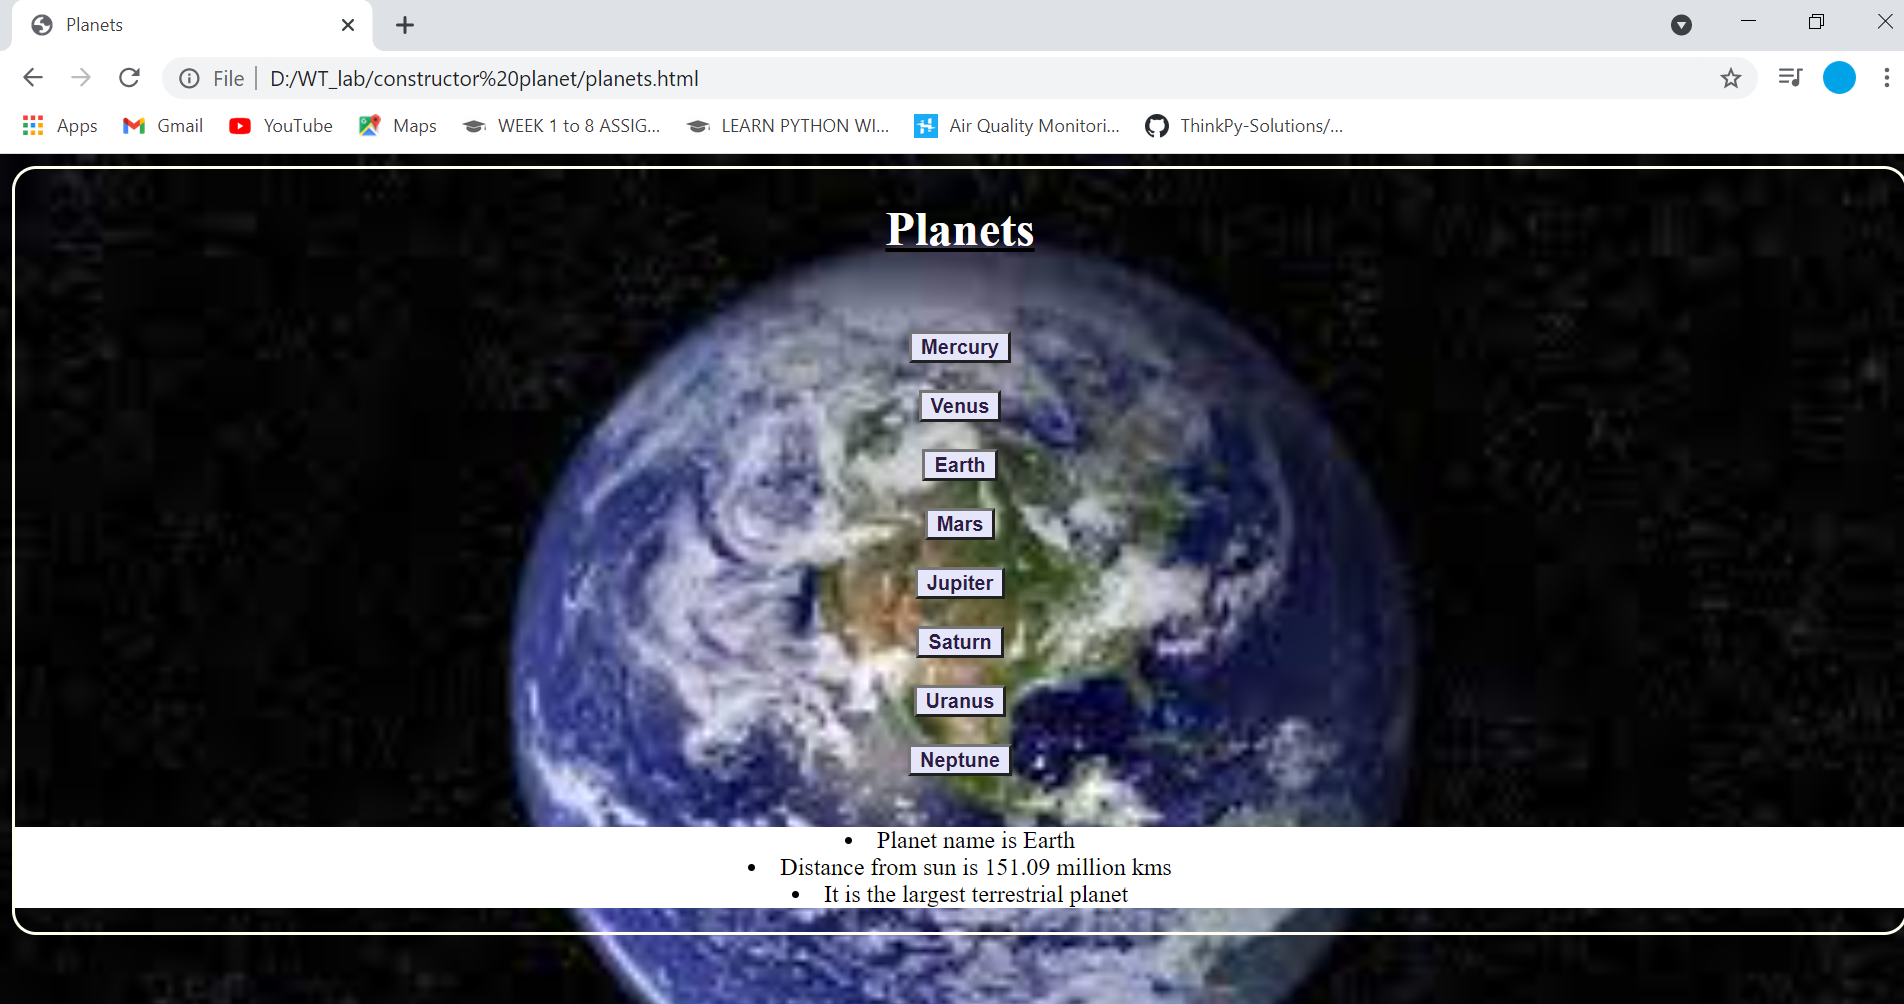 Planets
File D:/WT_lab/constructor%20planet/planets.html
Apps Gmail YouTube Maps WEEK 1 to 8 ASSIG... LEARN PYTHON WI... Air Quality Monitori... ThinkPy-Solutions/...
Planets
Mercury
Venus
Earth
Mars
Jupiter
Saturn
Uranus
Neptune
• Planet name is Earth
• Distance from sun is 151.09 million kms
• It is the largest terrestrial planet